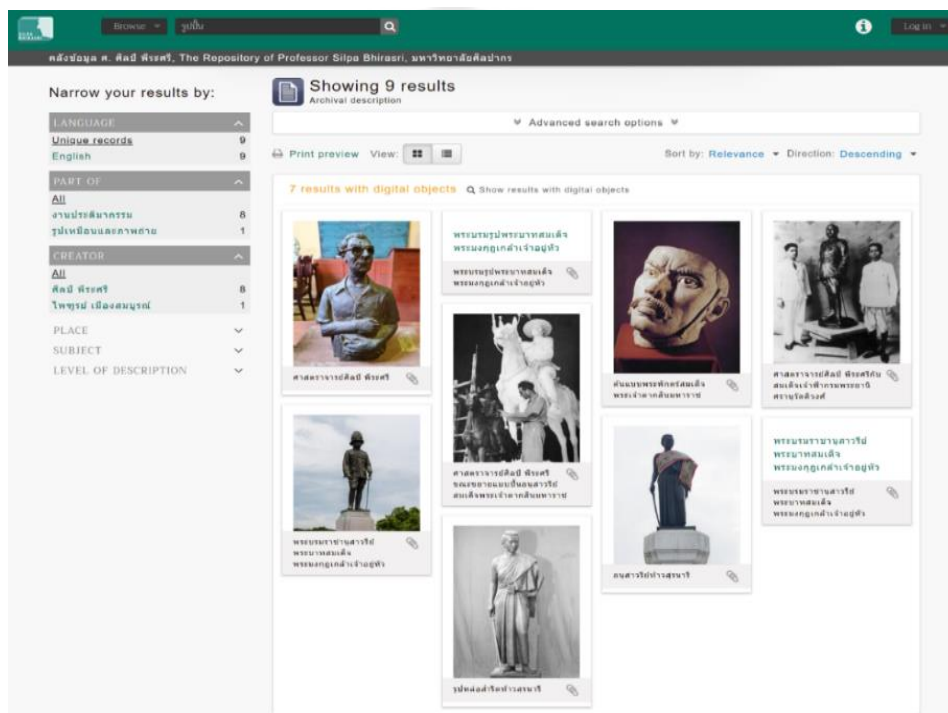 SILPA
BHIRASRI
Browse
รูปปั้น
Log in
คลังข้อมูล ศ. ศิลป์ พีระศรี, The Repository of Professor Silpa Bhirasri, มหาวิทยาลัยศิลปากร
Narrow your results by:
LANGUAGE
Unique records 9
English 9
PART OF
All
งานประติมากรรม 8
รูปเหมือนและภาพถ่าย 1
CREATOR
All
ศิลป์ พีระศรี 8
ไพฑูรย์ เมืองสมบูรณ์ 1
PLACE
SUBJECT
LEVEL OF DESCRIPTION
Showing 9 results
Archival description
Advanced search options
Print preview View:
Sort by: Relevance Direction: Descending
7 results with digital objects Show results with digital objects
ศาสตราจารย์ศิลป์ พีระศรี
พระบรมรูปพระบาทสมเด็จ
พระมงกุฎเกล้าเจ้าอยู่หัว
พระบรมรูปพระบาทสมเด็จ
พระมงกุฎเกล้าเจ้าอยู่หัว
ต้นแบบพระพักตร์สมเด็จ
พระเจ้าตากสินมหาราช
ศาสตราจารย์ศิลป์ พีระศรีกับ
สมเด็จเจ้าฟ้ากรมพระยานริ
ศรานุวัดติวงศ์
พระบรมราชานุสาวรีย์
พระบาทสมเด็จ
พระมงกุฎเกล้าเจ้าอยู่หัว
ศาสตราจารย์ศิลป์ พีระศรี
ขณะขยายแบบปั้นอนุสาวรีย์
สมเด็จพระเจ้าตากสินมหาราช
อนุสาวรีย์ท้าวสุรนารี
พระบรมราชานุสาวรีย์
พระบาทสมเด็จ
พระมงกุฎเกล้าเจ้าอยู่หัว
พระบรมราชานุสาวรีย์
พระบาทสมเด็จ
พระมงกุฎเกล้าเจ้าอยู่หัว
รูปหล่อสำริดท้าวสุรนารี